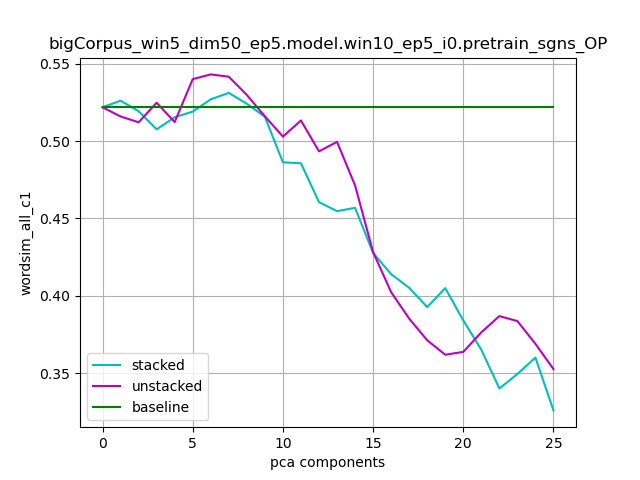 bigCorpus_win5_dim50_ep5.model.win10_ep5_i0.pretrain_sgns_OP
wordsim_all_c1
0.55
0.50
0.45
0.40
0.35
stacked
unstacked
baseline
0 5 10 15 20 25
pca components